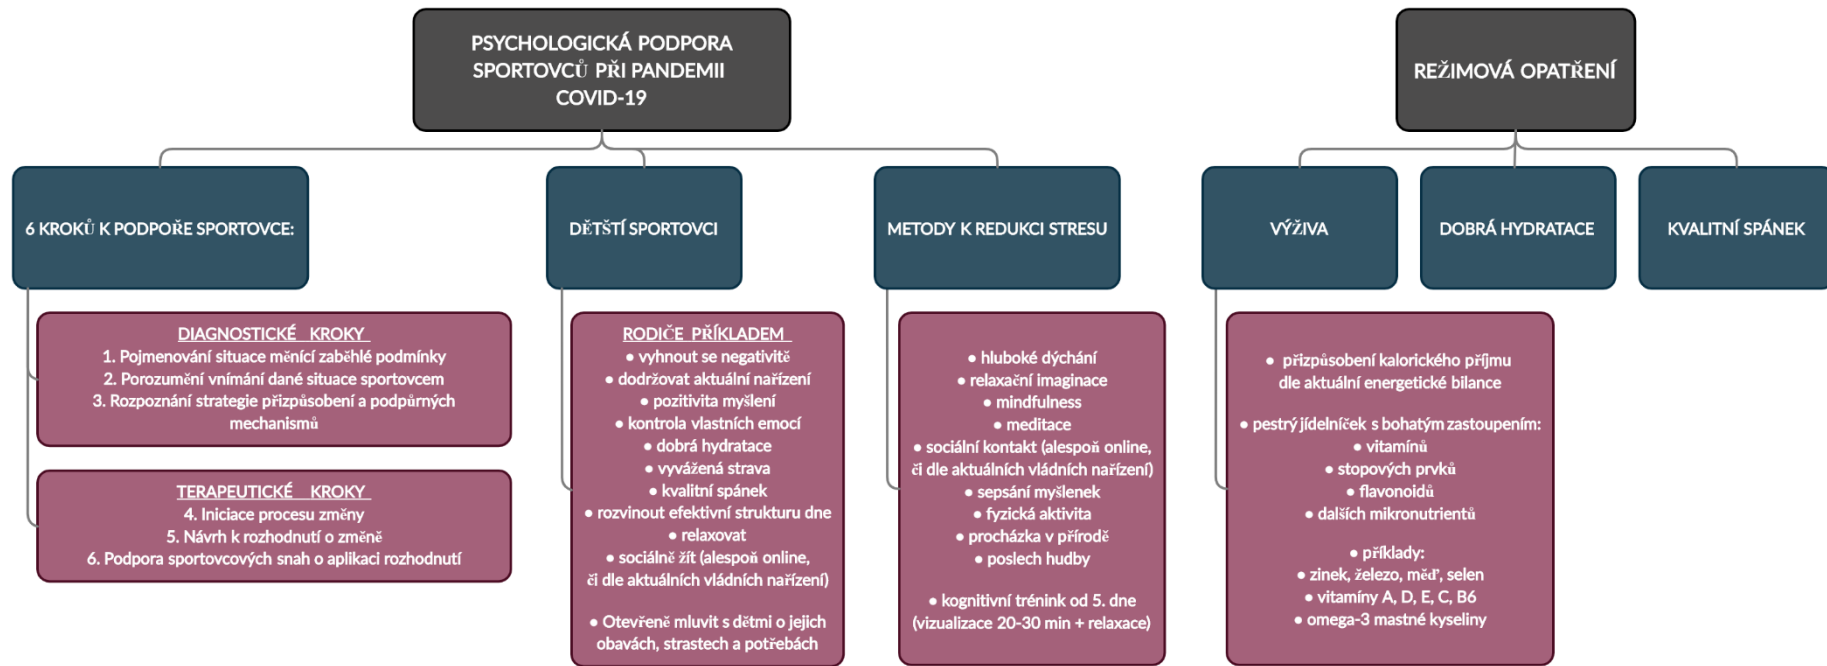 PSYCHOLOGICKÁ PODPORA
SPORTOVCŮ PŘI PANDEMII
COVID-19
REŽIMOVÁ OPATŘENÍ
6 KROKŮ K PODPOŘE SPORTOVCE:
DĚTŠTÍ SPORTOVCI
METODY K REDUKCI STRESU
VÝŽIVA
DOBRÁ HYDRATACE
KVALITNÍ SPÁNEK
DIAGNOSTICKÉ KROKY
1. Pojmenování situace měnící zaběhlé podmínky
2. Porozumění vnímání dané situace sportovcem
3. Rozpoznání strategie přizpůsobení a podpůrných
mechanismů
TERAPEUTICKÉ KROKY
4. Iniciace procesu změny
5. Návrh k rozhodnutí o změně
6. Podpora sportovcových snah o aplikaci rozhodnutí
RODIČE PŘÍKLADEM
• vyhnout se negativitě
• dodržovat aktuální nařízení
• pozitivita myšlení
• kontrola vlastních emocí
• dobrá hydratace
• vyvážená strava
• kvalitní spánek
• rozvinout efektivní strukturu dne
• relaxovat
• sociálně žít (alespoň online,
či dle aktuálních vládních nařízení)
• Otevřeně mluvit s dětmi o jejich
obavách, strastech a potřebách
• hluboké dýchání
• relaxační imaginace
• mindfulness
• meditace
• sociální kontakt (alespoň online,
či dle aktuálních vládních nařízení)
• sepsání myšlenek
• fyzická aktivita
• procházka v přírodě
• poslech hudby
• kognitivní trénink od 5. dne
(vizualizace 20-30 min + relaxace)
• přizpůsobení kalorického příjmu
dle aktuální energetické bilance
• pestrý jídelníček s bohatým zastoupením:
• vitamínů
• stopových prvků
• flavonoidů
• dalších mikronutrientů
• příklady:
• zinek, železo, měď, selen
• vitamíny A, D, E, C, B6
• omega-3 mastné kyseliny